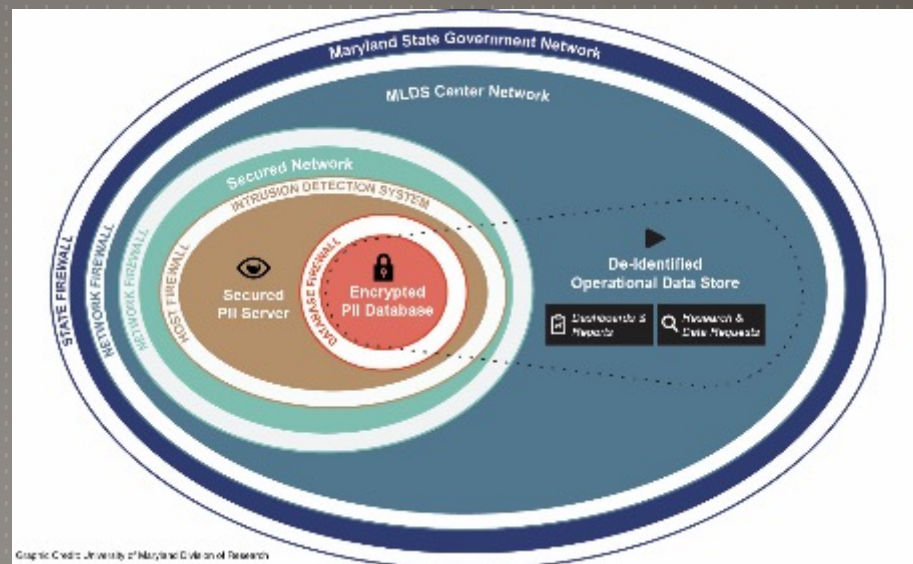 Maryland State Government Network
MLDS Center Network
Secured Network
INTRUSION DETECTION SYSTEM
STATE FIREWALL
NETWORK FIREWALL
NETWORK FIREWALL
HOST FIREWALL
DATABASE FIREWALL
Secured
PII Server
Encrypted
PII Database
De-Identified
Operational Data Store
Dashboards &
Reports
Research &
Data Requests
Graphic Credit: University of Maryland Division of Research